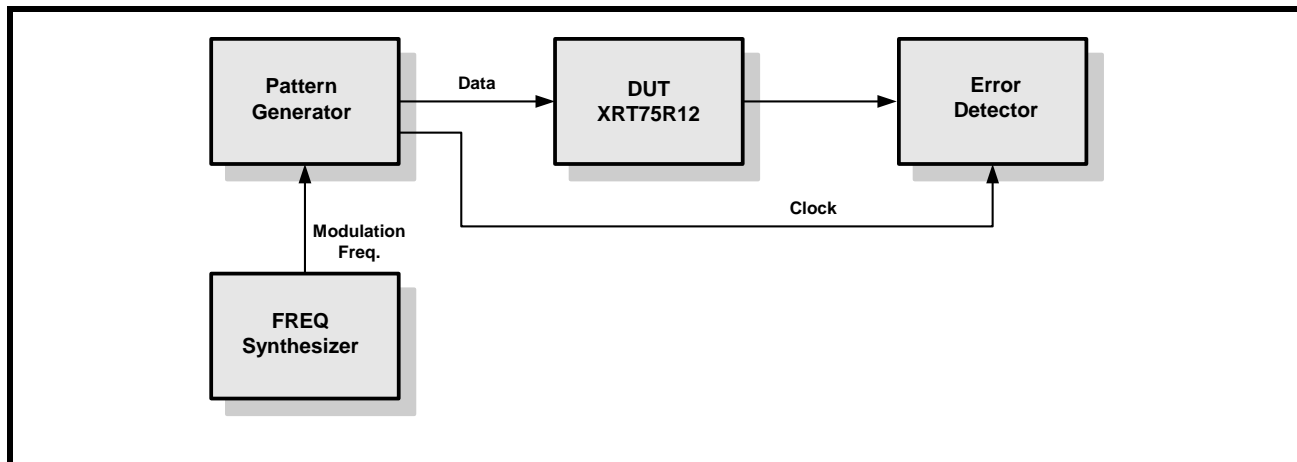 Pattern
Generator
Data
DUT
XRT75R12
Error
Detector
Clock
Modulation
Freq.
FREQ
Synthesizer